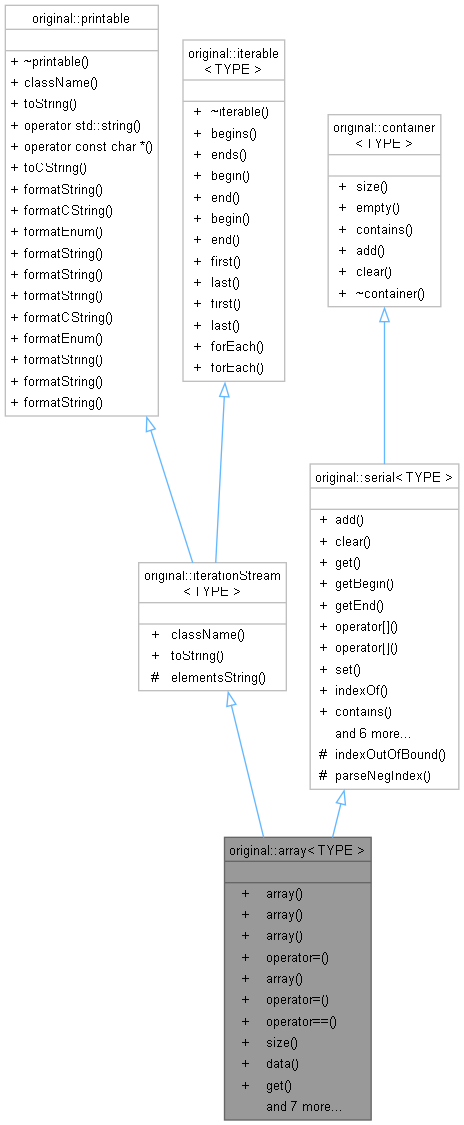 original::printable
+ ~printable()
+ className()
+ toString()
+ operator std::string()
+ operator const char *()
+ toCString()
+ formatString()
+ formatCString()
+ formatEnum()
+ formatString()
+ formatString()
+ formatString()
+ formatCString()
+ formatEnum()
+ formatString()
+ formatString()
+ formatString()
original::iterable
< TYPE >
+ ~iterable()
+ begins()
+ ends()
+ begin()
+ end()
+ begin()
+ end()
+ first()
+ last()
+ first()
+ last()
+ forEach()
+ forEach()
original::container
< TYPE >
+ size()
+ empty()
+ contains()
+ add()
+ clear()
+ ~container()
original::iterationStream
< TYPE >
+ className()
+ toString()
# elementsString()
original::serial< TYPE >
+ add()
+ clear()
+ get()
+ getBegin()
+ getEnd()
+ operator[]()
+ operator[]()
+ set()
+ indexOf()
+ contains()
and 6 more...
# indexOutOfBound()
# parseNegIndex()
original::array< TYPE >
+ array()
+ array()
+ array()
+ operator=()
+ array()
+ operator=()
+ operator==()
+ size()
+ data()
+ get()
and 7 more...